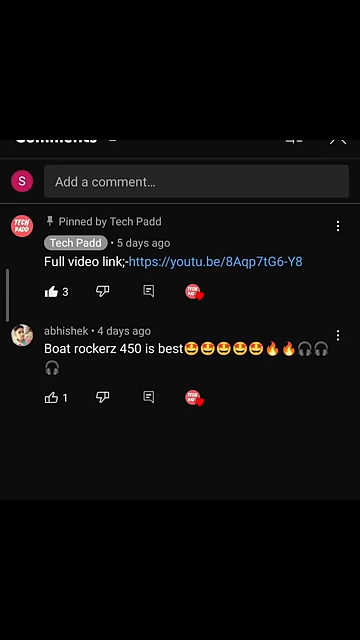 Comments
S
Add a comment…
TECH PADD
Pinned by Tech Padd
Tech Padd • 5 days ago
Full video link;-https://youtu.be/8Aqp7tG6-Y8
3
abhishek • 4 days ago
Boat rockerz 450 is best🤩🤩🤩🤩🤩🔥🔥🎧🎧
🎧
1